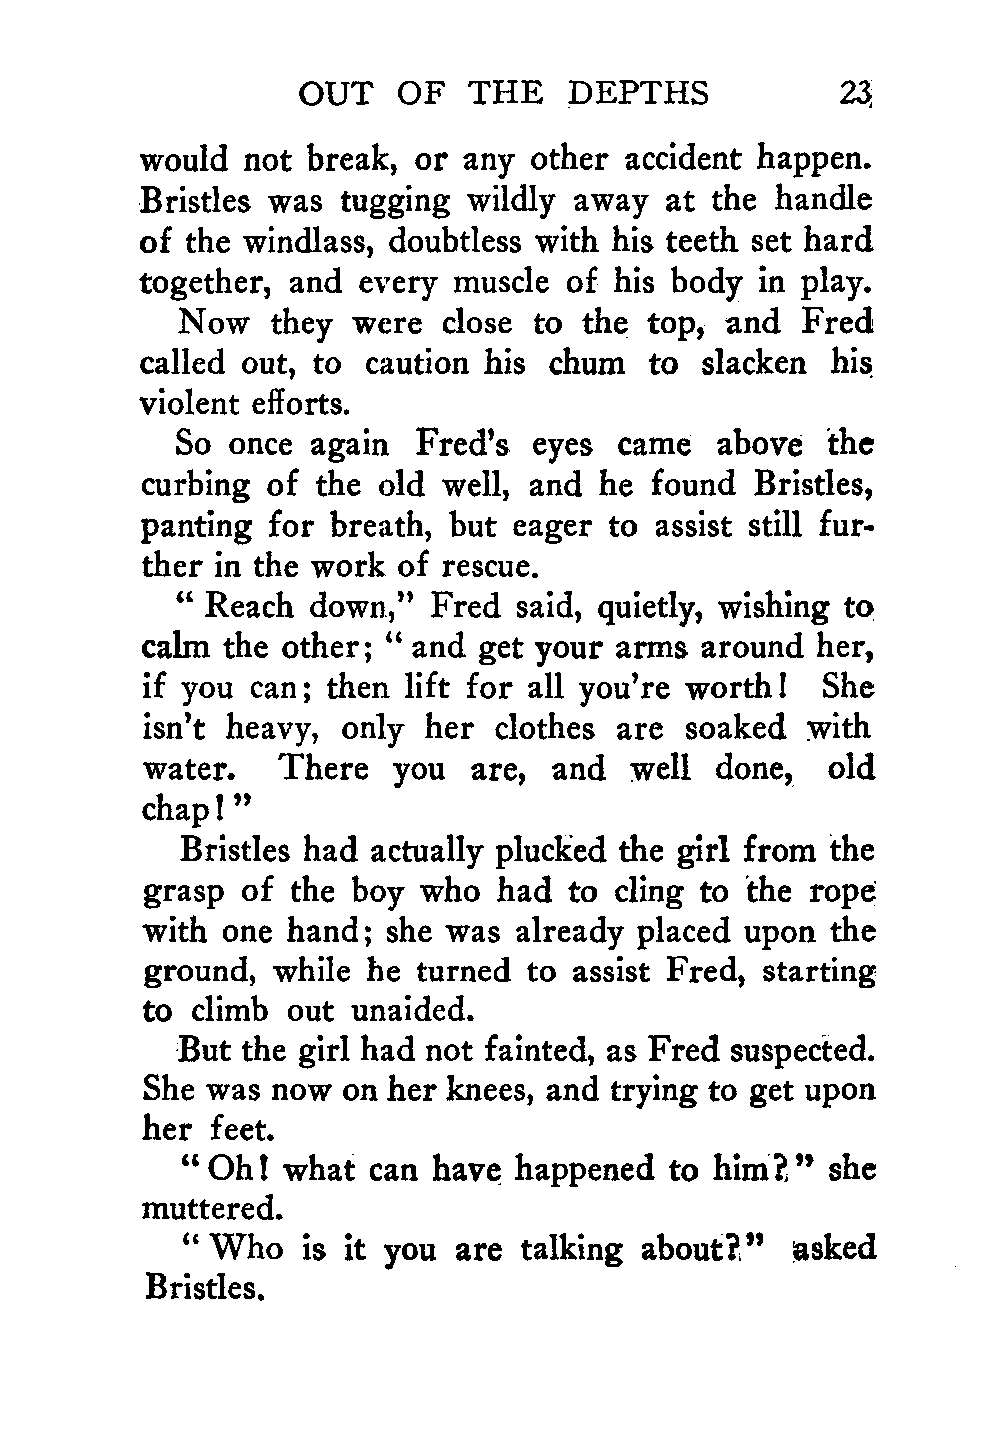 OUT OF THE DEPTHS 23
would not break, or any other accident happen.
Bristles was tugging wildly away at the handle
of the windlass, doubtless with his teeth set hard
together, and every muscle of his body in play.
Now they were close to the top, and Fred
called out, to caution his chum to slacken his
violent efforts.
So once again Fred's eyes came above the
curbing of the old well, and he found Bristles,
panting for breath, but eager to assist still fur-
ther in the work of rescue.
" Reach down," Fred said, quietly, wishing to
calm the other; " and get your arms around her,
if you can; then lift for all you're worth! She
isn't heavy, only her clothes are soaked with
water. There you are, and well done, old
chap!"
Bristles had actually plucked the girl from the
grasp of the boy who had to cling to the rope
with one hand; she was already placed upon the
ground, while he turned to assist Fred, starting
to climb out unaided.
But the girl had not fainted, as Fred suspected.
She was now on her knees, and trying to get upon
her feet.
" Oh! what can have happened to him?" she
muttered.
" Who is it you are talking about?" asked
Bristles.